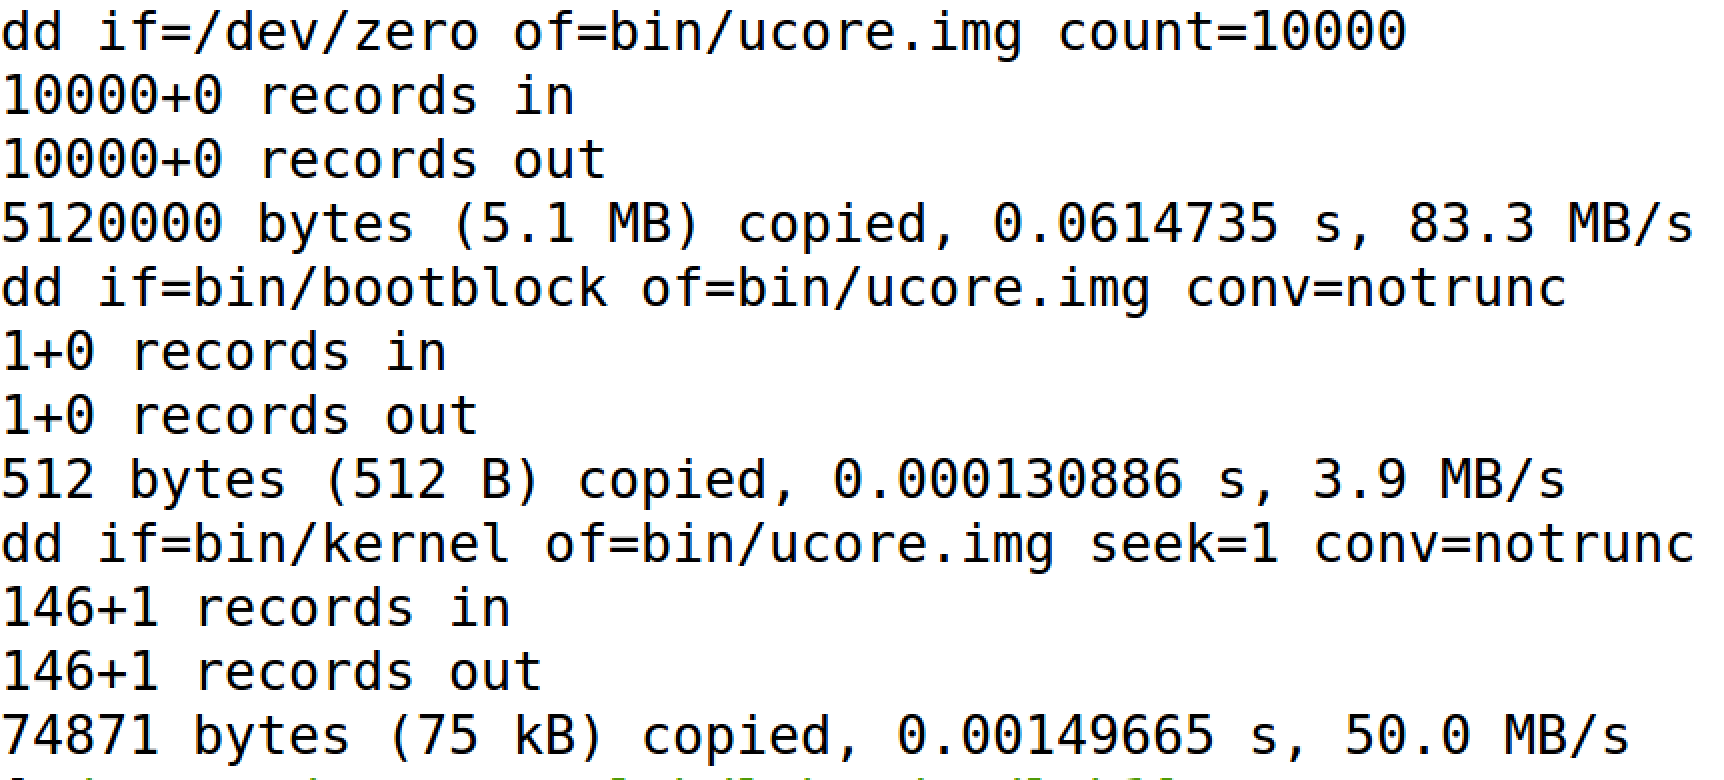 dd if=/dev/zero of=bin/ucore.img count=10000
10000+0 records in
10000+0 records out
5120000 bytes (5.1 MB) copied, 0.0614735 s, 83.3 MB/s
dd if=bin/bootblock of=bin/ucore.img conv=notrunc
1+0 records in
1+0 records out
512 bytes (512 B) copied, 0.000130886 s, 3.9 MB/s
dd if=bin/kernel of=bin/ucore.img seek=1 conv=notrunc
146+1 records in
146+1 records out
74871 bytes (75 kB) copied, 0.00149665 s, 50.0 MB/s